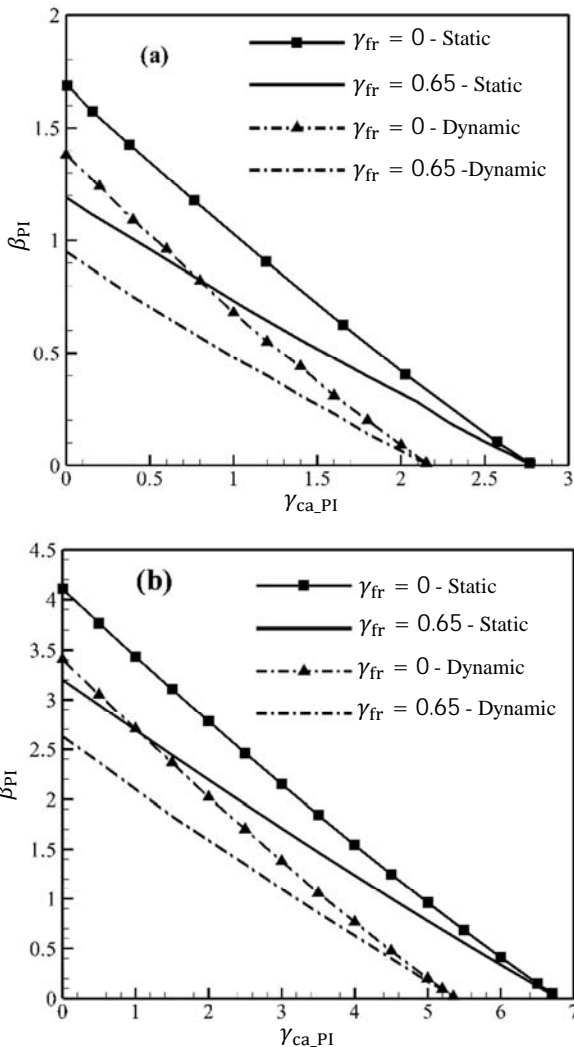 (a)
γfr = 0 - Static
γfr = 0.65 - Static
γfr = 0 - Dynamic
γfr = 0.65 -Dynamic
2
1.5
1
0.5
0
βPI
0 0.5 1 1.5 2 2.5 3
γca_PI
(b)
γfr = 0 - Static
γfr = 0.65 - Static
γfr = 0 - Dynamic
γfr = 0.65 - Dynamic
4.5
4
3.5
3
2.5
2
1.5
1
0.5
0
βPI
0 1 2 3 4 5 6 7
γca_PI